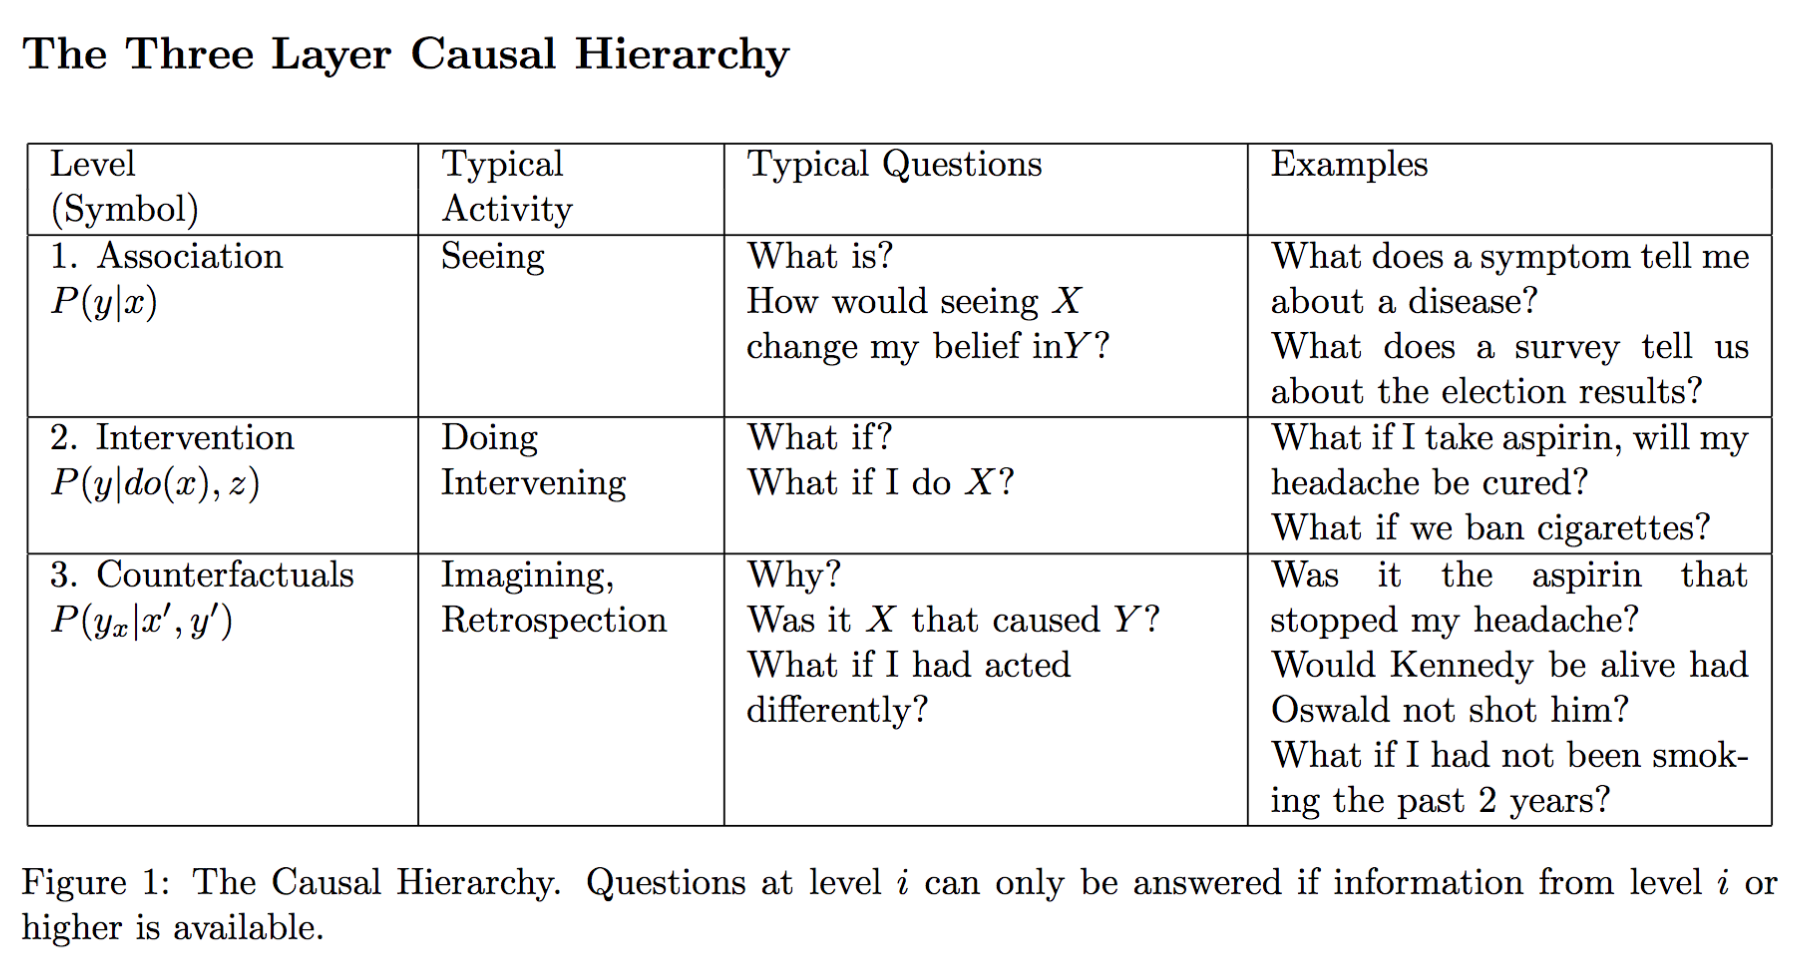 The Three Layer Causal Hierarchy
Level
(Symbol)
Typical
Activity
Typical Questions
Examples
1. Association
P(y|x)
Seeing
What is?
How would seeing X
change my belief inY?
What does a symptom tell me
about a disease?
What does a survey tell us
about the election results?
2. Intervention
P(y|do(x), z)
Doing
Intervening
What if?
What if I do X?
What if I take aspirin, will my
headache be cured?
What if we ban cigarettes?
3. Counterfactuals
P(yₓ|x′, y′)
Imagining,
Retrospection
Why?
Was it X that caused Y?
What if I had acted
differently?
Was it the aspirin that
stopped my headache?
Would Kennedy be alive had
Oswald not shot him?
What if I had not been smok-
ing the past 2 years?
Figure 1: The Causal Hierarchy. Questions at level i can only be answered if information from level i or
higher is available.